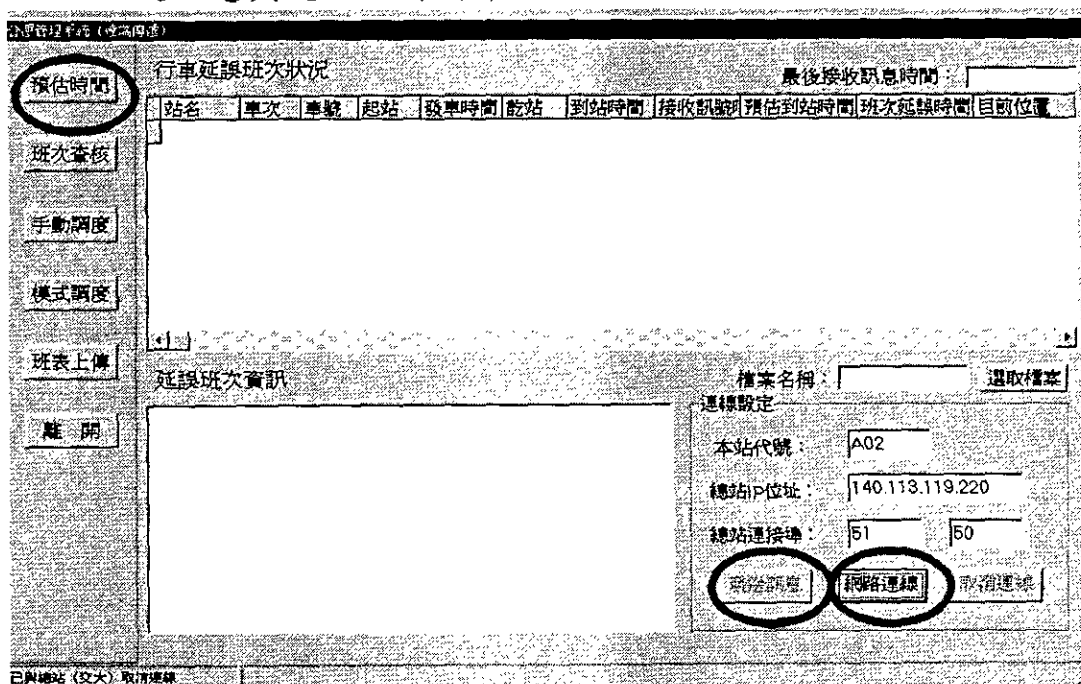 預估時間
班次查核
手動調度
模式調度
班表上傳
離 開
行車延誤班次狀況
最後接收訊息時間：
站名 車次 車號 起站 發車時間 訖站 到站時間 接收訊號時 預估到站時間 班次延誤時間 目前位置
延誤班次資訊
檔案名稱： 選取檔案
連線設定
本站代號： A02
總站IP位址： 140.113.119.220
總站連接埠： 51 50
網路連線 取消連線
已與總站（交大）取消連線